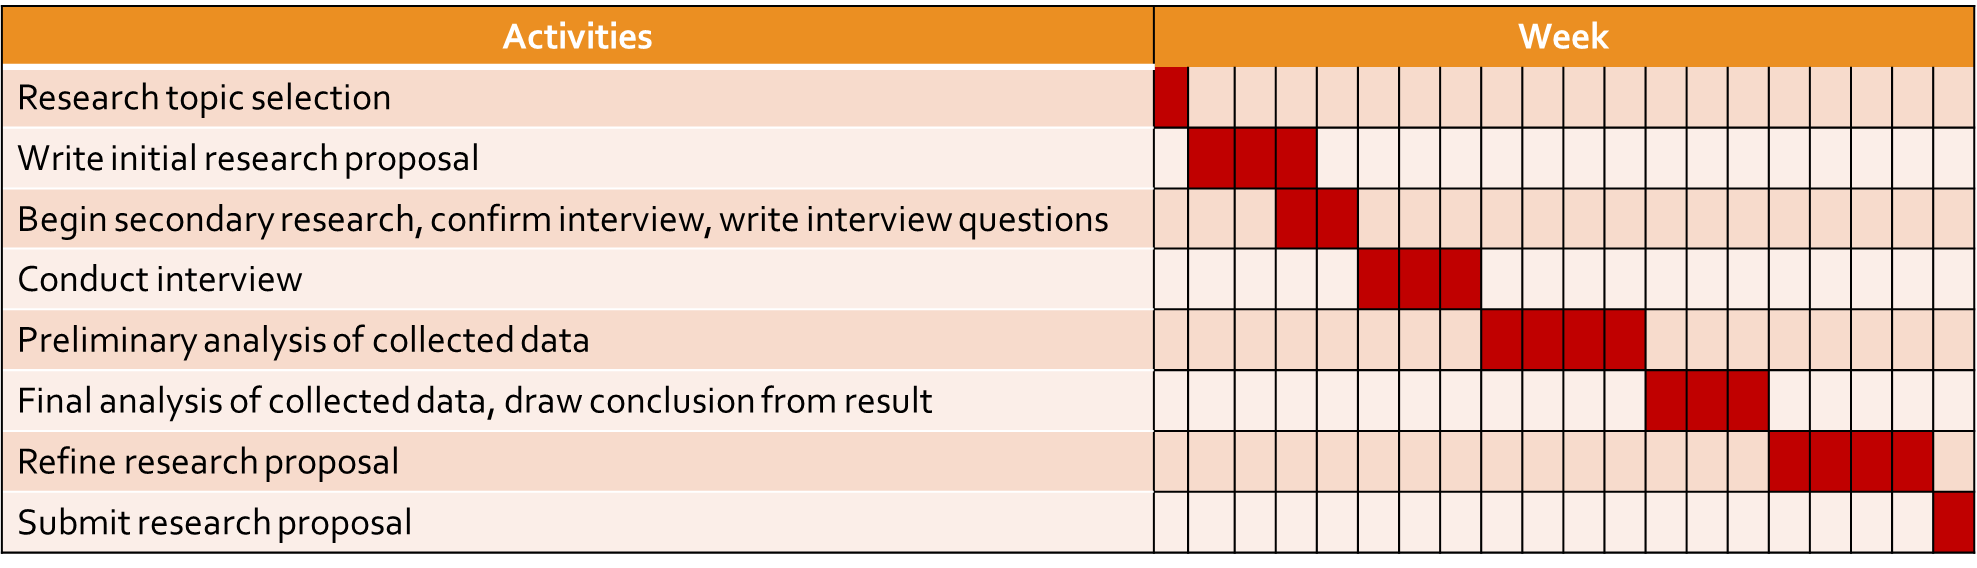 Activities
Week
Research topic selection
Write initial research proposal
Begin secondary research, confirm interview, write interview questions
Conduct interview
Preliminary analysis of collected data
Final analysis of collected data, draw conclusion from result
Refine research proposal
Submit research proposal